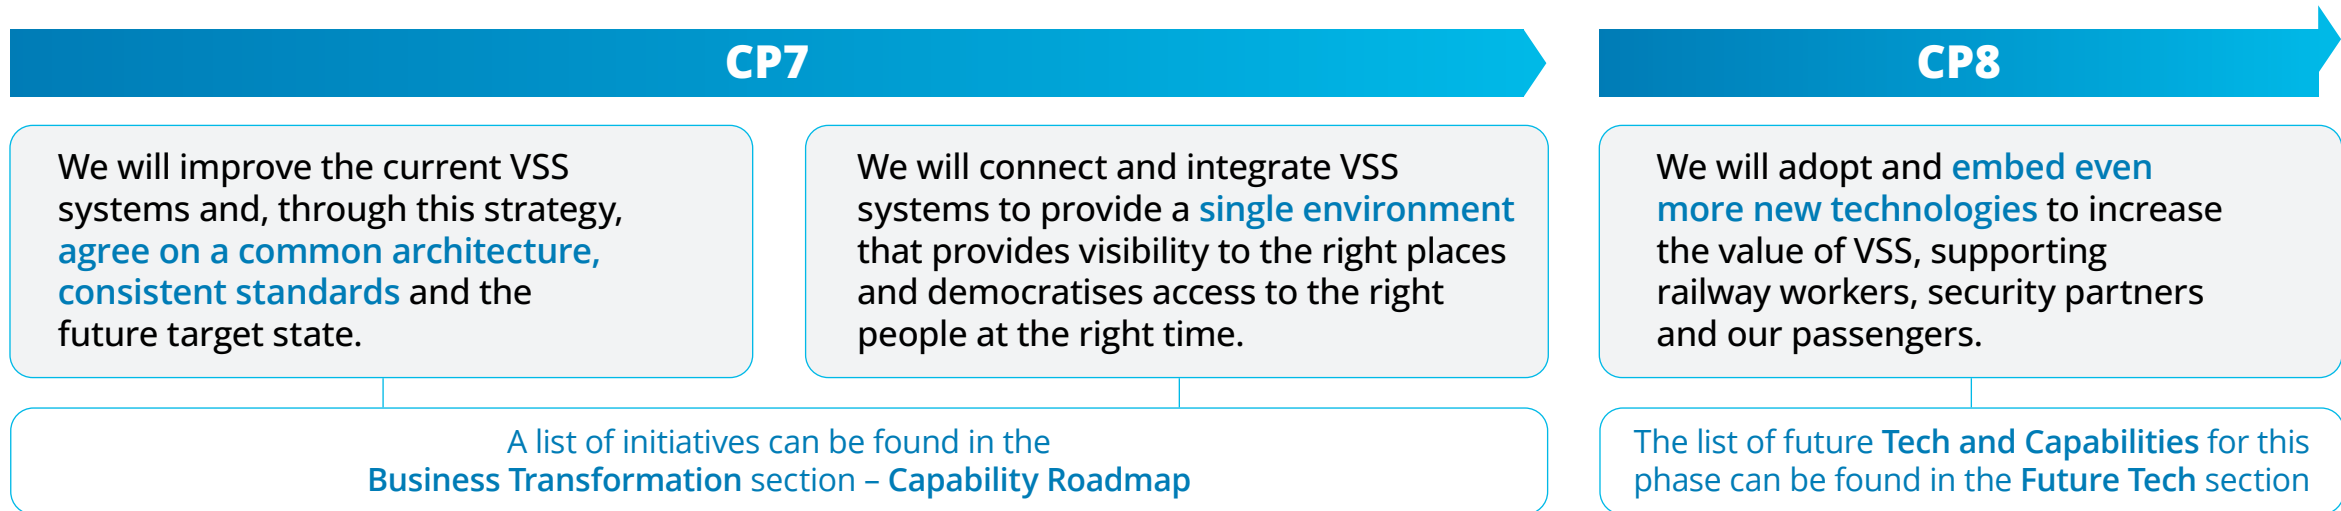 CP7
We will improve the current VSS
systems and, through this strategy,
agree on a common architecture,
consistent standards and the
future target state.
We will connect and integrate VSS
systems to provide a single environment
that provides visibility to the right places
and democratises access to the right
people at the right time.
A list of initiatives can be found in the
Business Transformation section – Capability Roadmap
CP8
We will adopt and embed even
more new technologies to increase
the value of VSS, supporting
railway workers, security partners
and our passengers.
The list of future Tech and Capabilities for this
phase can be found in the Future Tech section